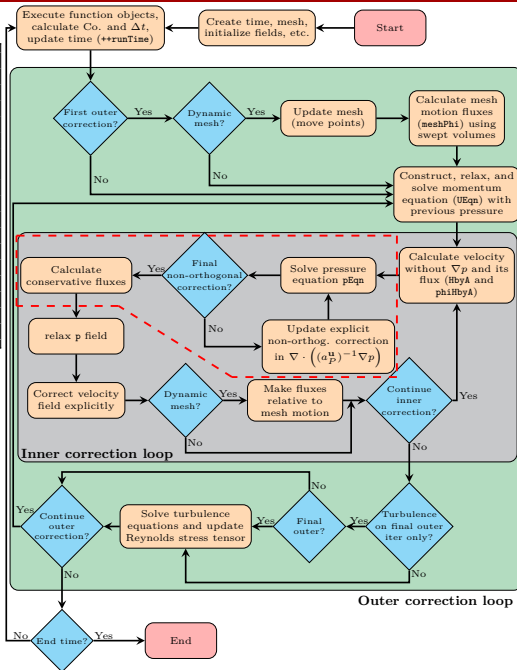 Execute function objects,
calculate Co. and Δt,
update time (++runTime)
Create time, mesh,
initialize fields, etc.
Start
First outer
correction?
Yes
Dynamic
mesh?
Yes
Update mesh
(move points)
Calculate mesh
motion fluxes
(meshPhi) using
swept volumes
No
No
Construct, relax, and
solve momentum
equation (UEqn) with
previous pressure
Calculate
conservative fluxes
Yes
Final
non-orthogonal
correction?
Solve pressure
equation pEqn
Calculate velocity
without ∇p and its
flux (HbyA and
phiHbyA)
No
relax p field
Update explicit
non-orthog. correction
in ∇ · ((a_P^u)^{-1}∇p)
Correct velocity
field explicitly
Dynamic
mesh?
Yes
Make fluxes
relative to
mesh motion
Continue
inner
correction?
Yes
No
Inner correction loop
No
Continue
outer
correction?
Yes
Solve turbulence
equations and update
Reynolds stress tensor
Yes
Final
outer?
No
Yes
Turbulence
on final outer
iter only?
No
No
Outer correction loop
No
End time?
Yes
End